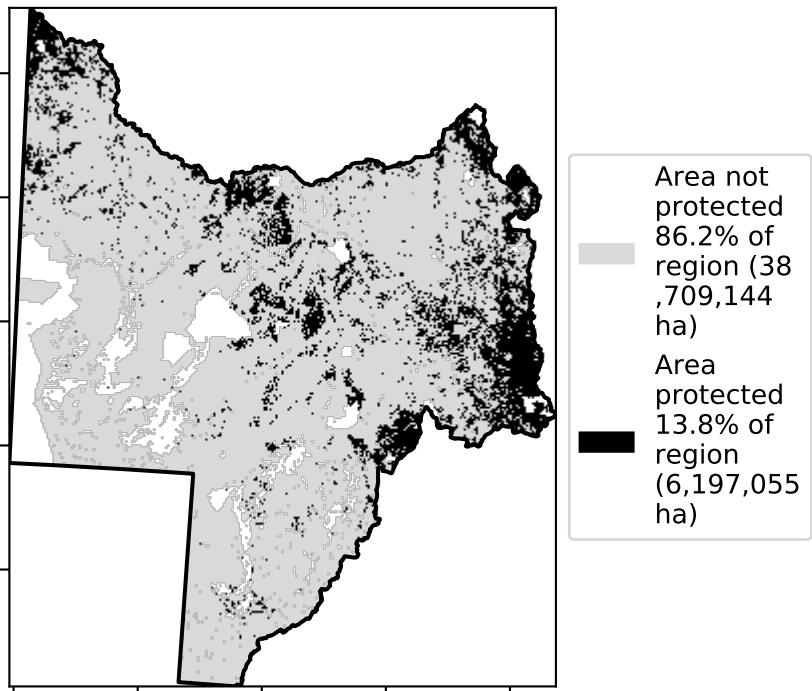 Area not
protected
86.2% of
region (38
,709,144
ha)
Area
protected
13.8% of
region
(6,197,055
ha)